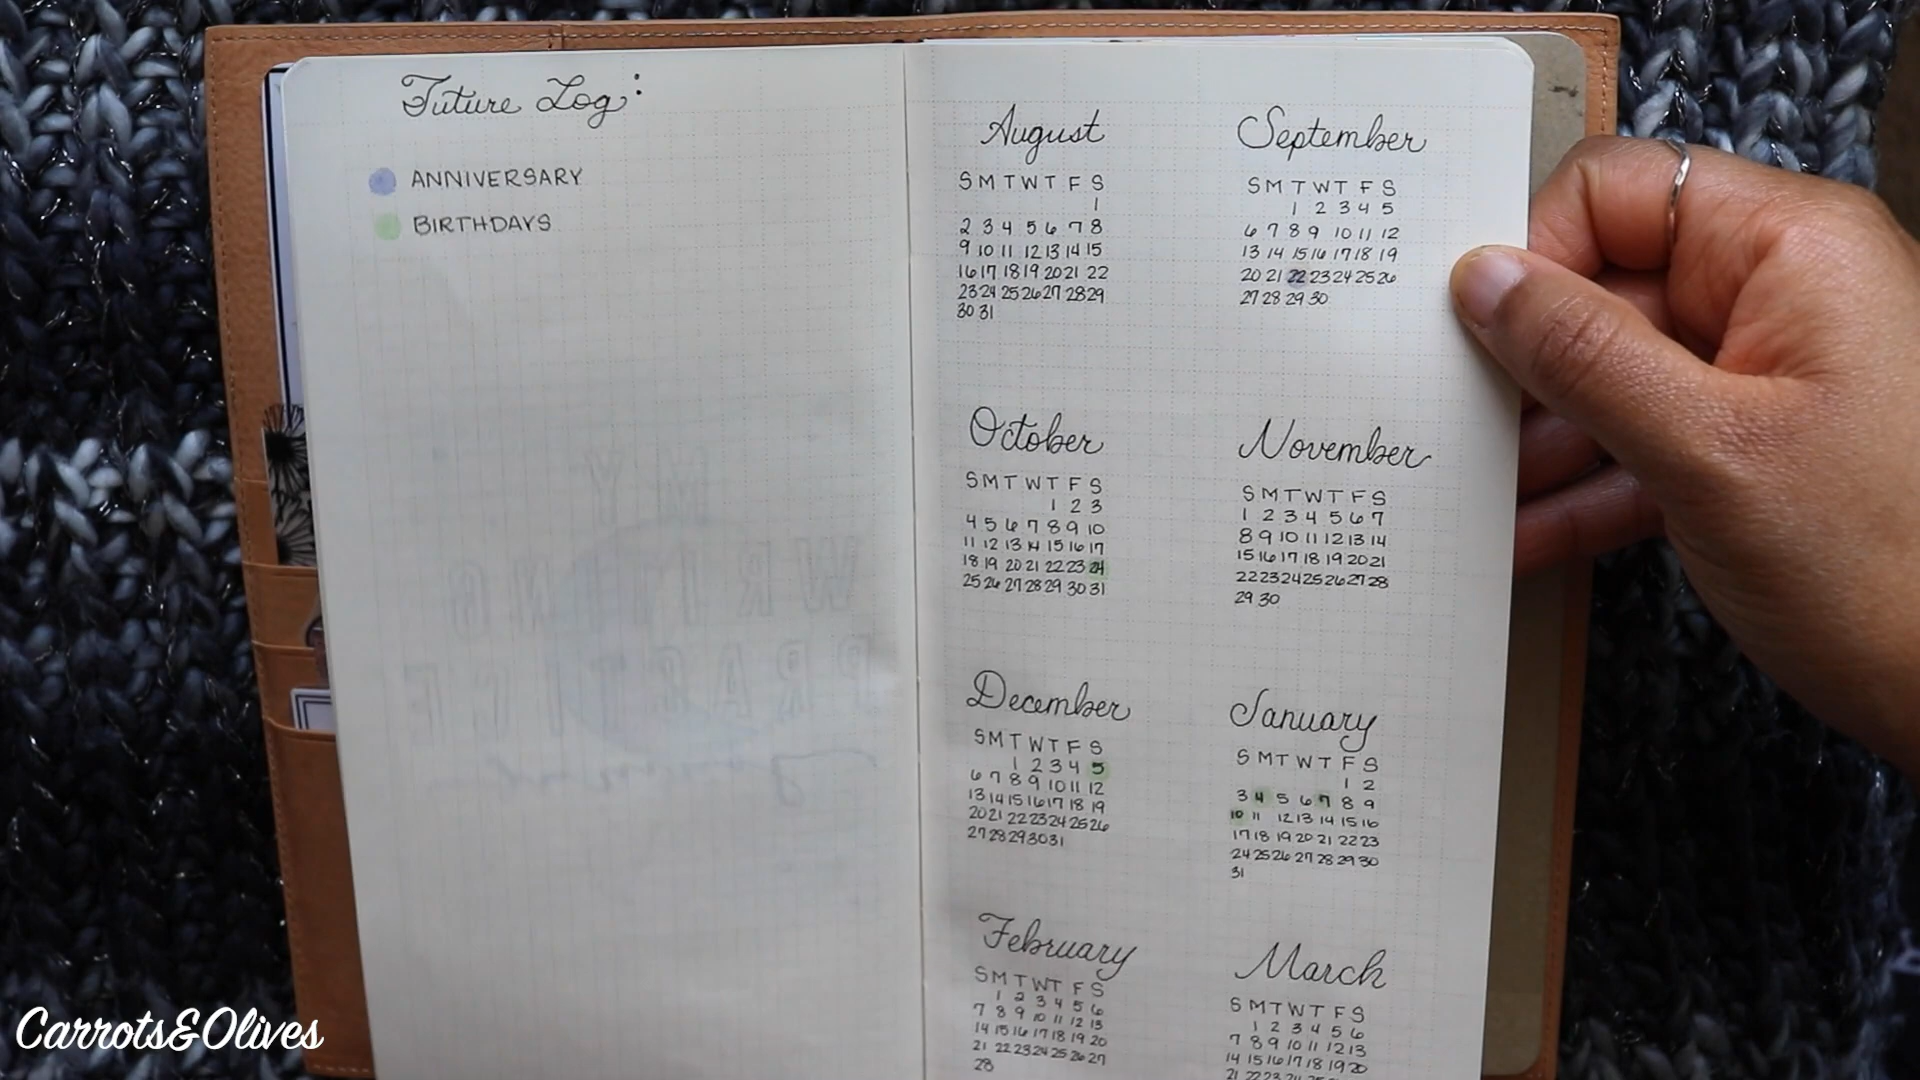 Future Log:
ANNIVERSARY
BIRTHDAYS
August
S M T W T F S
1
2 3 4 5 6 7 8
9 10 11 12 13 14 15
16 17 18 19 20 21 22
23 24 25 26 27 28 29
30 31
September
S M T W T F S
1 2 3 4 5
6 7 8 9 10 11 12
13 14 15 16 17 18 19
20 21 22 23 24 25 26
27 28 29 30
October
S M T W T F S
1 2 3
4 5 6 7 8 9 10
11 12 13 14 15 16 17
18 19 20 21 22 23 24
25 26 27 28 29 30 31
November
S M T W T F S
1 2 3 4 5 6 7
8 9 10 11 12 13 14
15 16 17 18 19 20 21
22 23 24 25 26 27 28
29 30
December
S M T W T F S
1 2 3 4 5
6 7 8 9 10 11 12
13 14 15 16 17 18 19
20 21 22 23 24 25 26
27 28 29 30 31
January
S M T W T F S
1 2
3 4 5 6 7 8 9
10 11 12 13 14 15 16
17 18 19 20 21 22 23
24 25 26 27 28 29 30
31
February
S M T W T F S
1 2 3 4 5 6
7 8 9 10 11 12 13
14 15 16 17 18 19 20
21 22 23 24 25 26 27
28
March
S M T W T F S
1 2 3 4 5 6
7 8 9 10 11 12 13
14 15 16 17 18 19 20
MY
WRITING
PRACTICE
Carrots&Olives